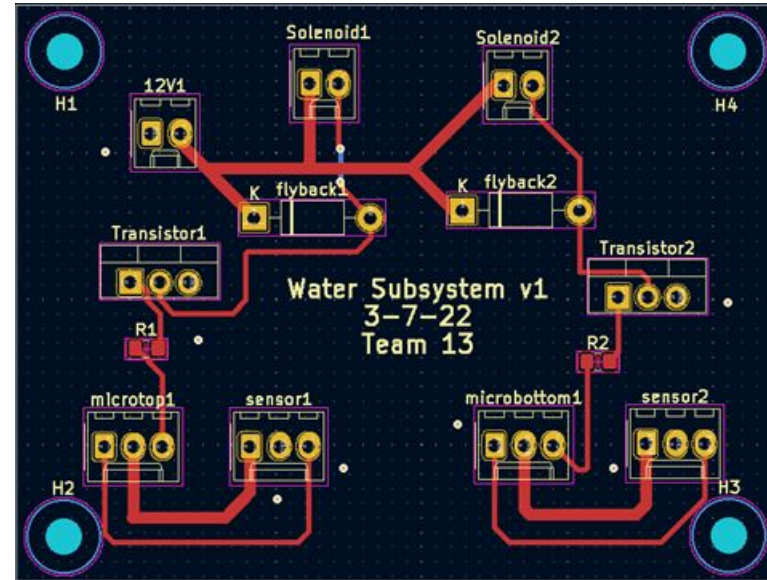 Solenoid1
Solenoid2
12V1
H1
H4
K
flyback1
K
flyback2
Transistor1
Transistor2
Water Subsystem v1
3-7-22
Team 13
R1
R2
microtop1
sensor1
microbottom1
sensor2
H2
H3